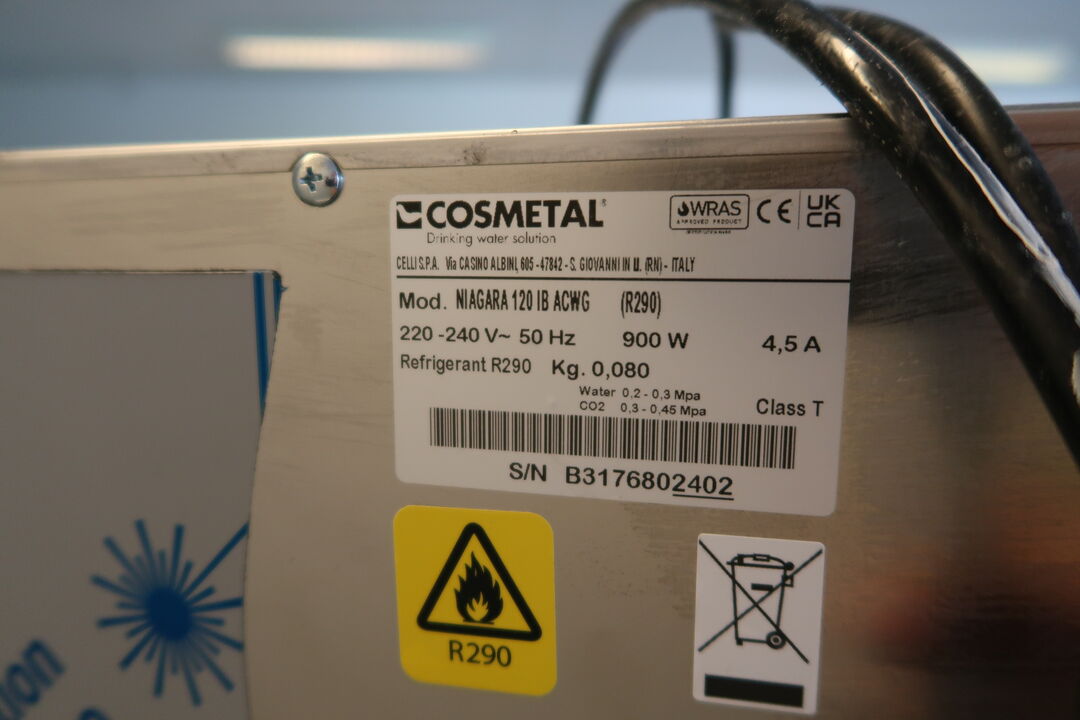 COSMETAL®
Drinking water solution
WRAS
APPROVED PRODUCT
CE
UK
CA
CELLI S.P.A. Via CASINO ALBINI, 605 - 47842 - S. GIOVANNI IN M. (RN) - ITALY
Mod. NIAGARA 120 IB ACWG (R290)
220 -240 V~ 50 Hz 900 W 4,5 A
Refrigerant R290 Kg. 0,080
Water 0,2 - 0,3 Mpa
CO2 0,3 - 0,45 Mpa
Class T
S/N B3176802402
R290